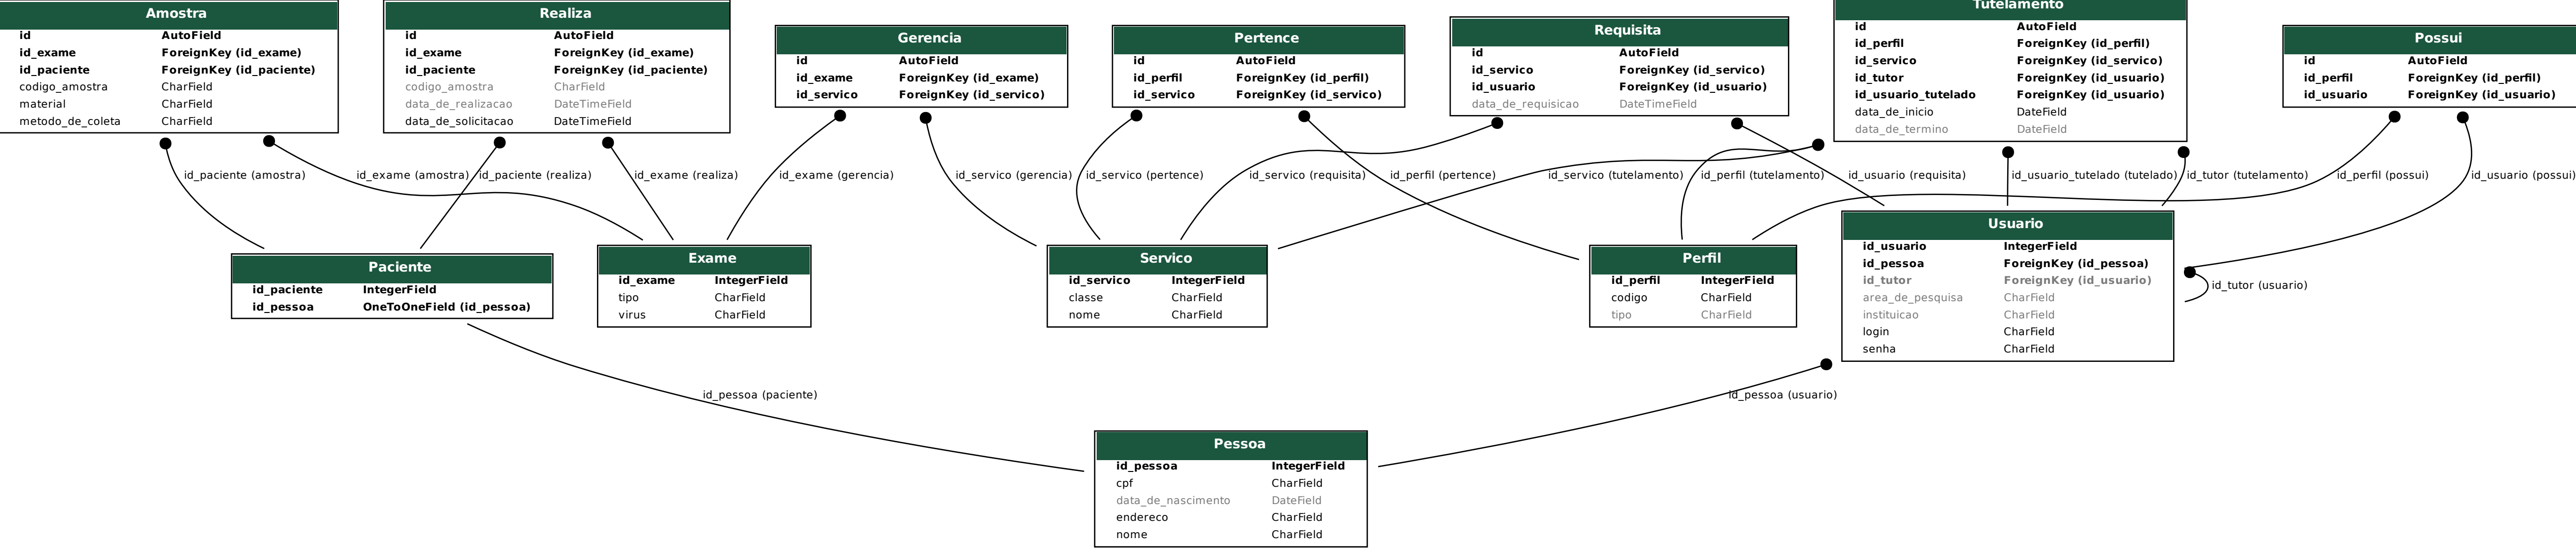 Amostra
id AutoField
id_exame ForeignKey (id_exame)
id_paciente ForeignKey (id_paciente)
codigo_amostra CharField
material CharField
metodo_de_coleta CharField
Realiza
id AutoField
id_exame ForeignKey (id_exame)
id_paciente ForeignKey (id_paciente)
codigo_amostra CharField
data_de_realizacao DateTimeField
data_de_solicitacao DateTimeField
Gerencia
id AutoField
id_exame ForeignKey (id_exame)
id_servico ForeignKey (id_servico)
Pertence
id AutoField
id_perfil ForeignKey (id_perfil)
id_servico ForeignKey (id_servico)
Requisita
id AutoField
id_servico ForeignKey (id_servico)
id_usuario ForeignKey (id_usuario)
data_de_requisicao DateTimeField
Tutelamento
id AutoField
id_perfil ForeignKey (id_perfil)
id_servico ForeignKey (id_servico)
id_tutor ForeignKey (id_usuario)
id_usuario_tutelado ForeignKey (id_usuario)
data_de_inicio DateField
data_de_termino DateField
Possui
id AutoField
id_perfil ForeignKey (id_perfil)
id_usuario ForeignKey (id_usuario)
id_paciente (amostra)
id_exame (amostra)
id_paciente (realiza)
id_exame (realiza)
id_exame (gerencia)
id_servico (gerencia)
id_servico (pertence)
id_servico (requisita)
id_perfil (pertence)
id_servico (tutelamento)
id_perfil (tutelamento)
id_usuario (requisita)
id_usuario_tutelado (tutelado)
id_tutor (tutelamento)
id_perfil (possui)
id_usuario (possui)
Paciente
id_paciente IntegerField
id_pessoa OneToOneField (id_pessoa)
Exame
id_exame IntegerField
tipo CharField
virus CharField
Servico
id_servico IntegerField
classe CharField
nome CharField
Perfil
id_perfil IntegerField
codigo CharField
tipo CharField
Usuario
id_usuario IntegerField
id_pessoa ForeignKey (id_pessoa)
id_tutor ForeignKey (id_usuario)
area_de_pesquisa CharField
instituicao CharField
login CharField
senha CharField
id_tutor (usuario)
id_pessoa (paciente)
id_pessoa (usuario)
Pessoa
id_pessoa IntegerField
cpf CharField
data_de_nascimento DateField
endereco CharField
nome CharField